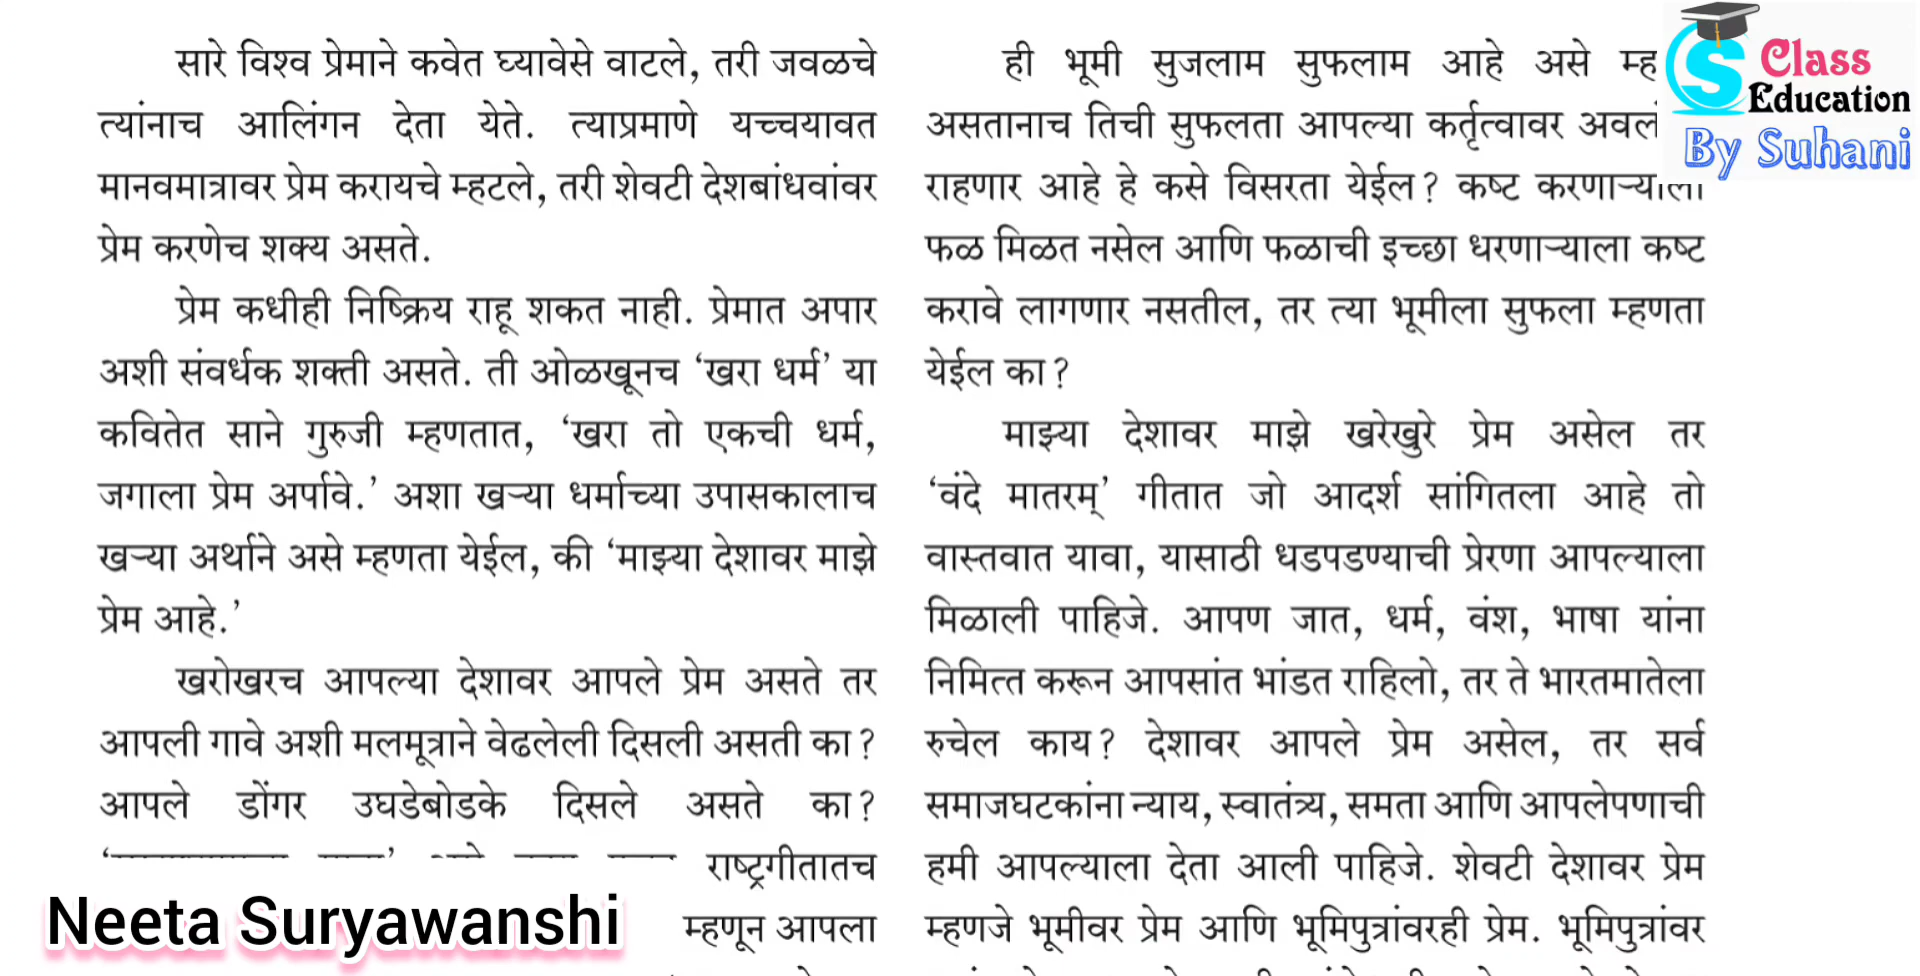 सारे विश्व प्रेमाने कवेत घ्यावेसे वाटले, तरी जवळचे
त्यांनाच आलिंगन देता येते. त्याप्रमाणे यच्चयावत
मानवमात्रावर प्रेम करायचे म्हटले, तरी शेवटी देशबांधवांवर
प्रेम करणेच शक्य असते.
प्रेम कधीही निष्क्रिय राहू शकत नाही. प्रेमात अपार
अशी संवर्धक शक्ती असते. ती ओळखूनच ‘खरा धर्म’ या
कवितेत साने गुरुजी म्हणतात, ‘खरा तो एकची धर्म,
जगाला प्रेम अर्पावे.’ अशा खऱ्या धर्माच्या उपासकालाच
खऱ्या अर्थाने असे म्हणता येईल, की ‘माझ्या देशावर माझे
प्रेम आहे.’
खरोखरच आपल्या देशावर आपले प्रेम असते तर
आपली गावे अशी मलमूत्राने वेढलेली दिसली असती का?
आपले डोंगर उघडेबोडके दिसले असते का?
राष्ट्रगीतातच
म्हणून आपला
Neeta Suryawanshi
ही भूमी सुजलाम सुफलाम आहे असे
असतानाच तिची सुफलता आपल्या कर्तृत्वावर
राहणार आहे हे कसे विसरता येईल? कष्ट करणाऱ्याला
फळ मिळत नसेल आणि फळाची इच्छा धरणाऱ्याला कष्ट
करावे लागणार नसतील, तर त्या भूमीला सुफला म्हणता
येईल का?
माझ्या देशावर माझे खरेखुरे प्रेम असेल तर
‘वंदे मातरम्’ गीतात जो आदर्श सांगितला आहे तो
वास्तवात यावा, यासाठी धडपडण्याची प्रेरणा आपल्याला
मिळाली पाहिजे. आपण जात, धर्म, वंश, भाषा यांना
निमित्त करून आपसांत भांडत राहिलो, तर ते भारतमातेला
रुचेल काय? देशावर आपले प्रेम असेल, तर सर्व
समाजघटकांना न्याय, स्वातंत्र्य, समता आणि आपलेपणाची
हमी आपल्याला देता आली पाहिजे. शेवटी देशावर प्रेम
म्हणजे भूमीवर प्रेम आणि भूमिपुत्रांवरही प्रेम. भूमिपुत्रांवर
S Class
Education
By Suhani